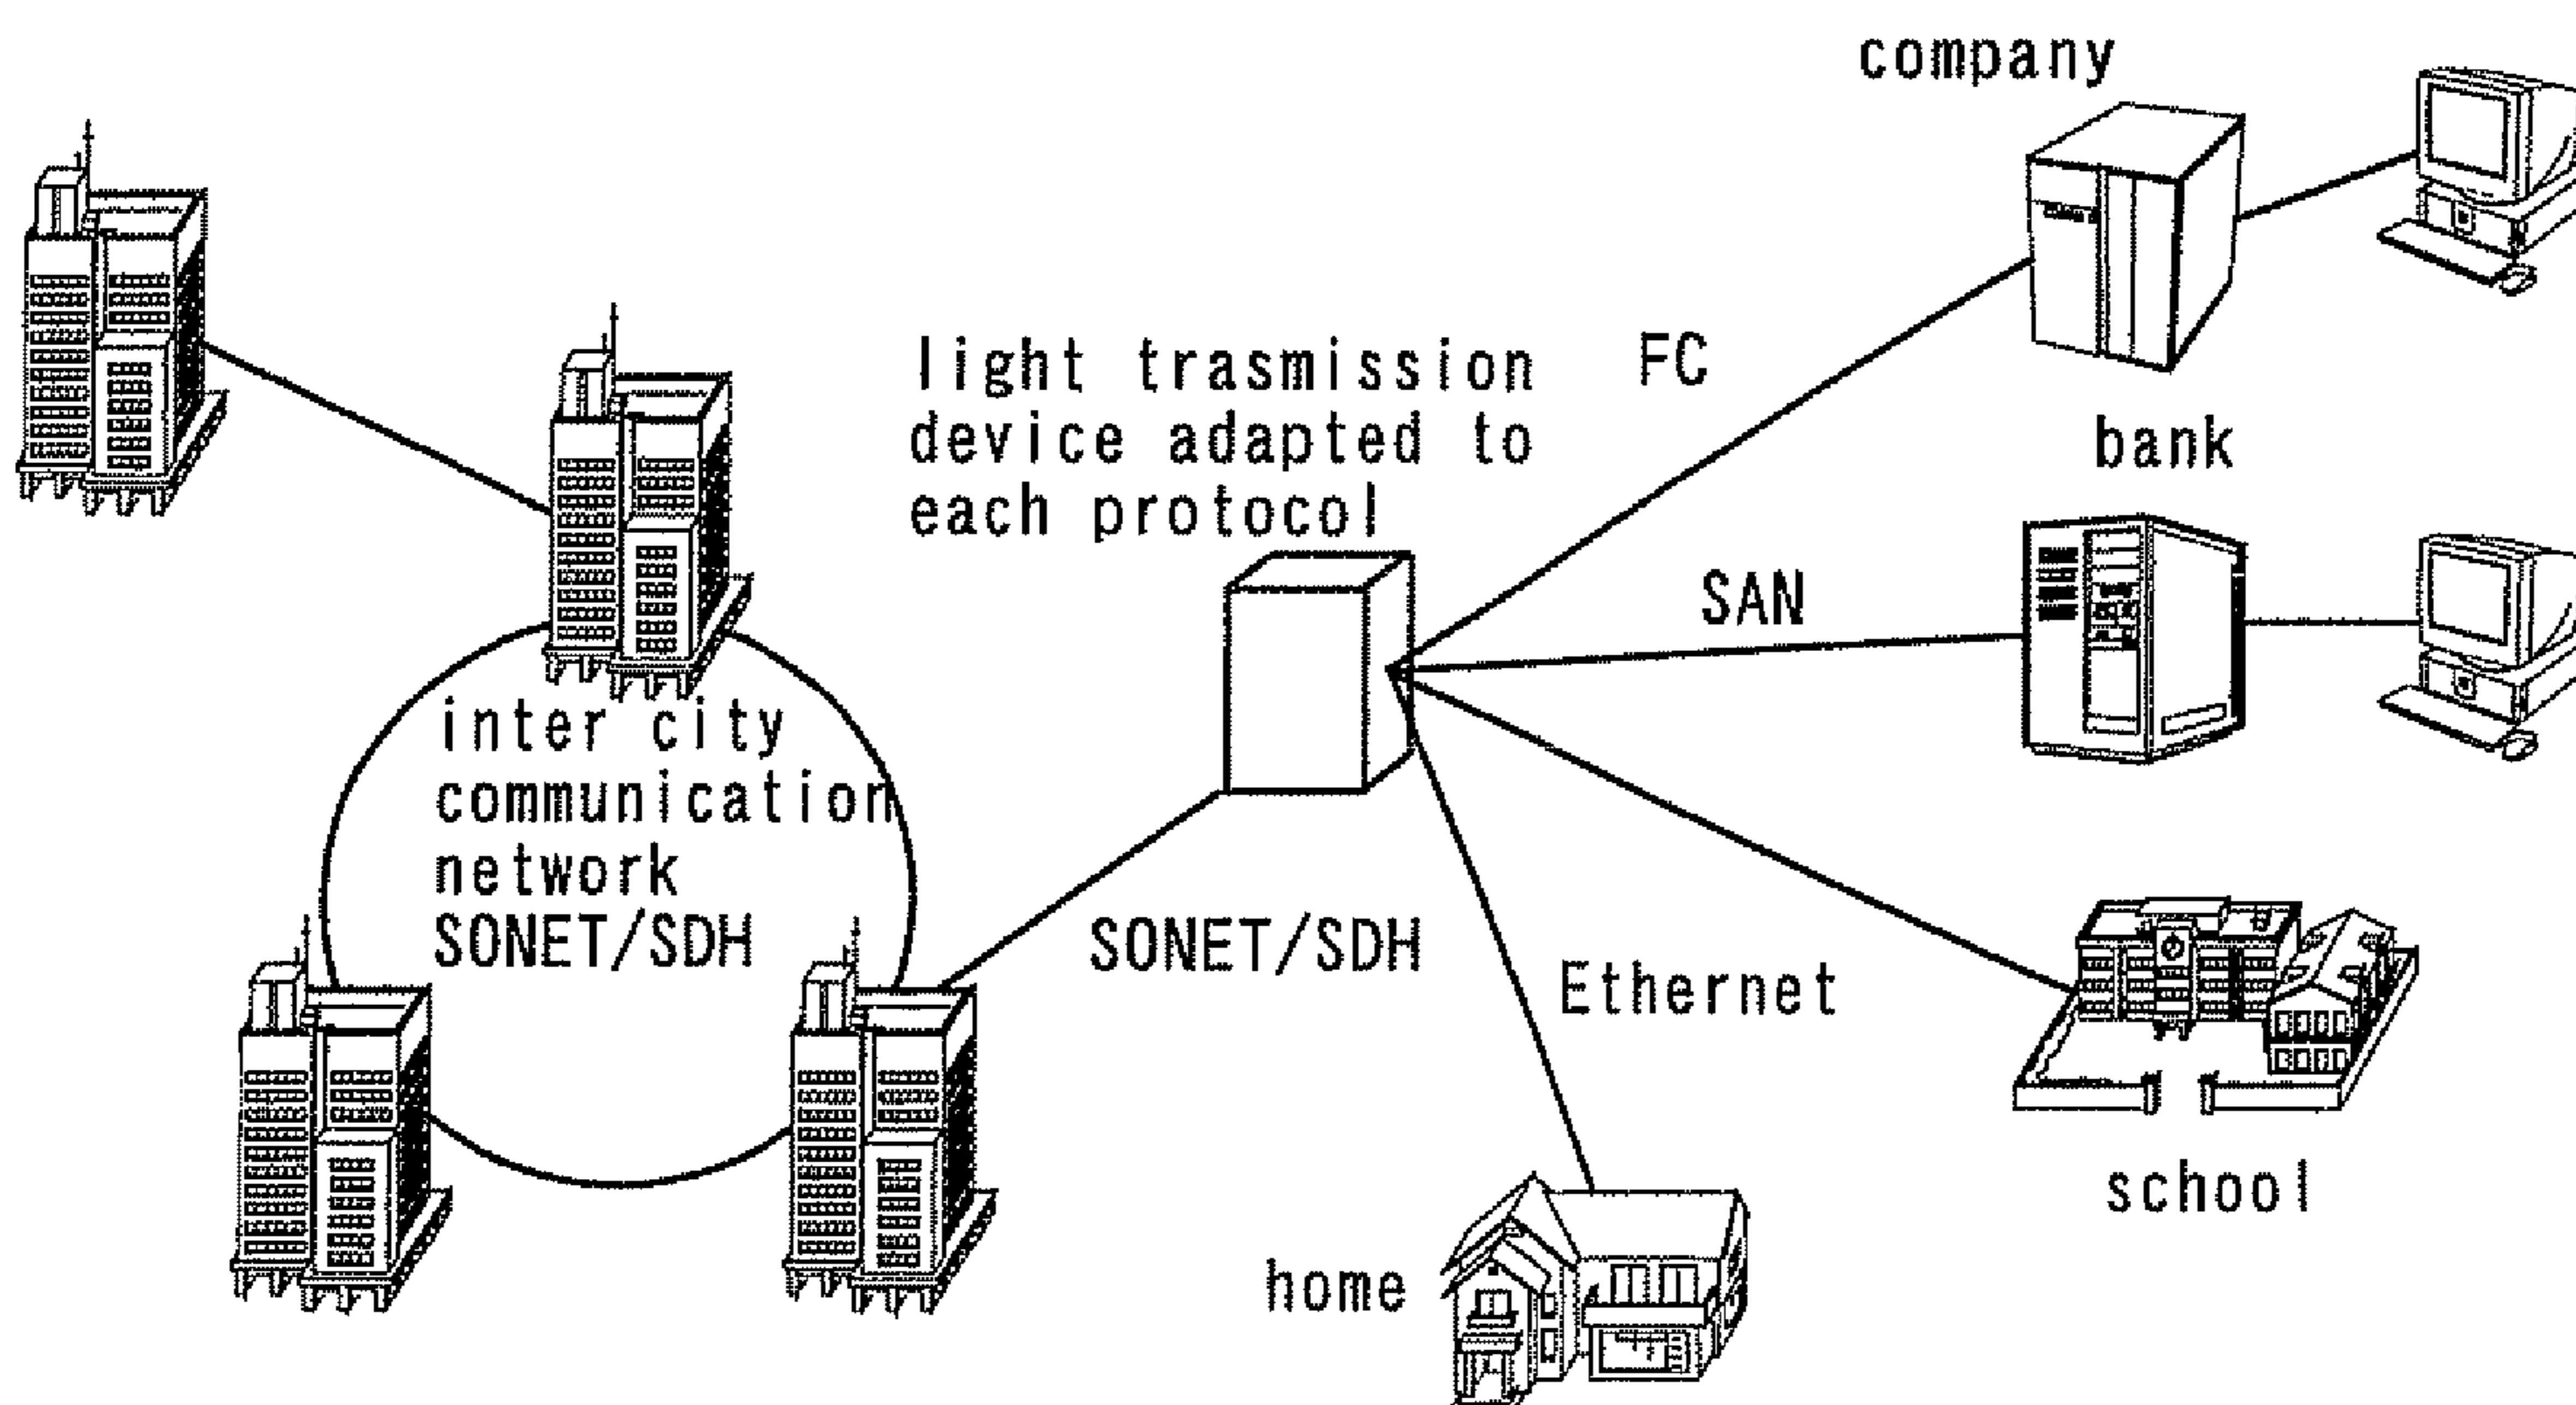 company
light trasmission
device adapted to
each protocol
FC
bank
SAN
inter city
communication
network
SONET/SDH
SONET/SDH
Ethernet
school
home